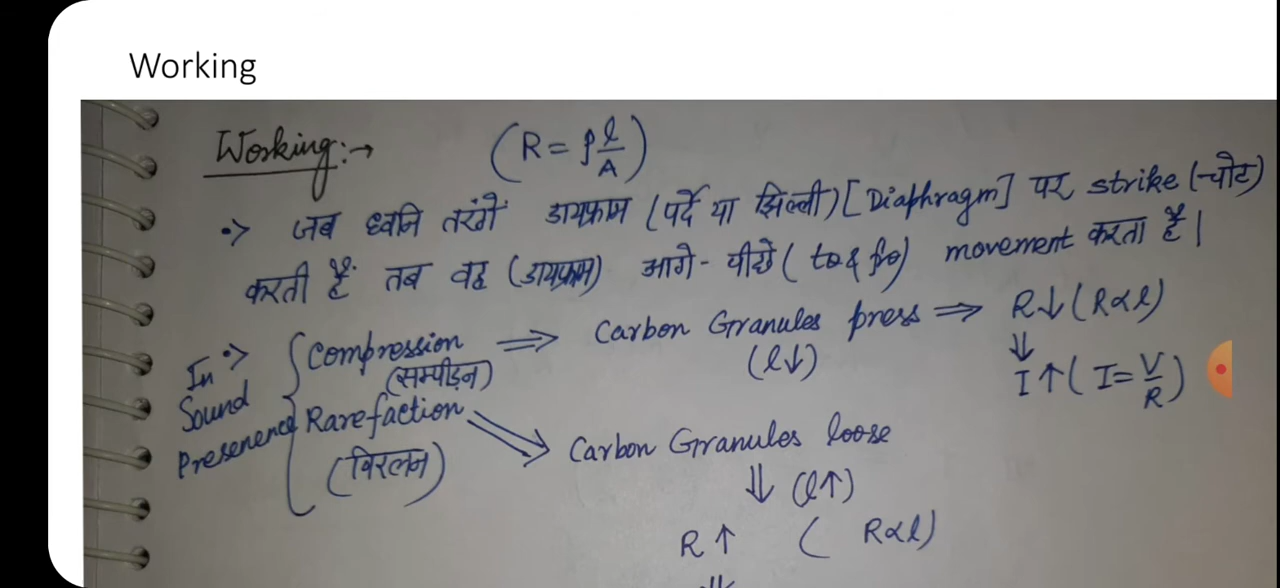 Working
Working:→ (R = ρ l/A)
•> जब ध्वनि तरंगें डायफ्राम (पर्दे या झिल्ली) [Diaphragm] पर strike (चोट)
करती हैं तब वह (डायफ्राम) आगे-पीछे (to & fro) movement करता है।
In Sound Presenence •> { Compression (सम्पीड़न) ⇒ Carbon Granules press (l↓) ⇒ R↓ (R∝l)
⇓
I↑ (I = V/R)
Rarefaction (विरलन) ⇒ Carbon Granules loose
⇓ (l↑)
R↑ ( R∝l)
⇓